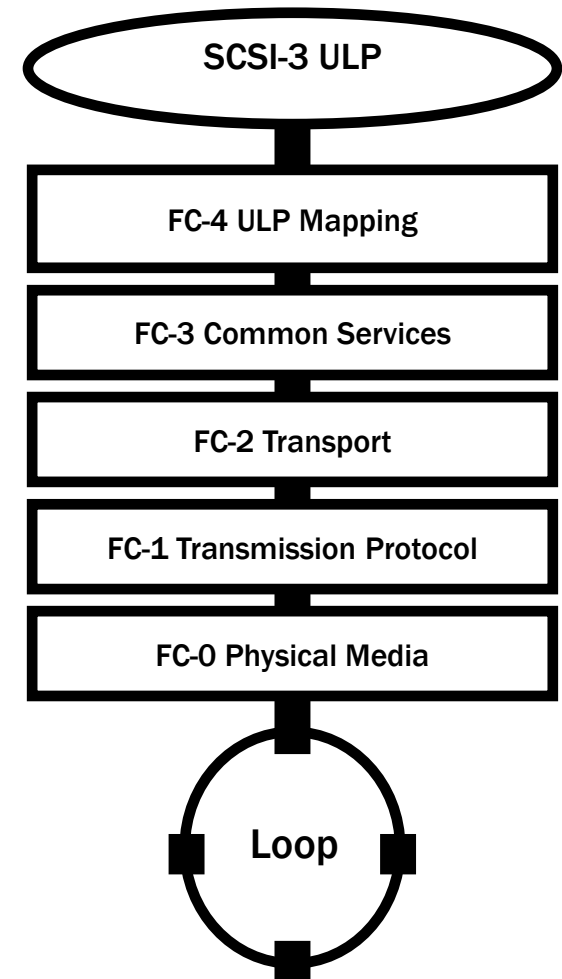 SCSI-3 ULP
FC-4 ULP Mapping
FC-3 Common Services
FC-2 Transport
FC-1 Transmission Protocol
FC-0 Physical Media
Loop